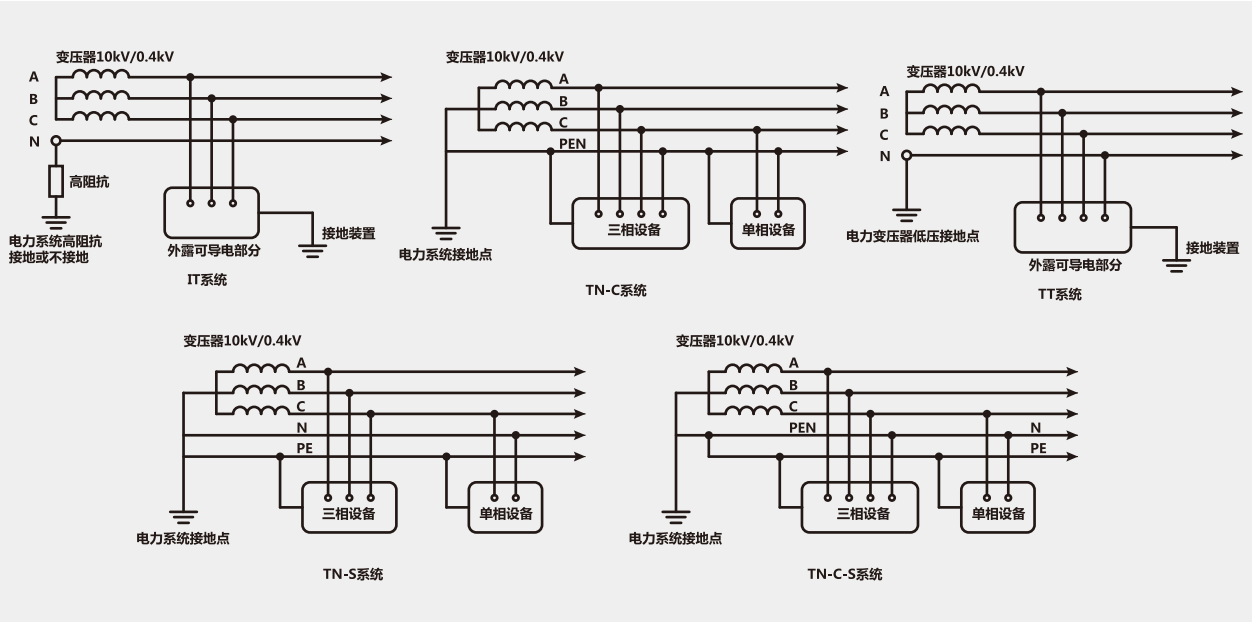 变压器10kV/0.4kV
A
B
C
N
高阻抗
电力系统高阻抗
接地或不接地
外露可导电部分
接地装置
IT系统
变压器10kV/0.4kV
A
B
C
PEN
三相设备
单相设备
电力系统接地点
TN-C系统
变压器10kV/0.4kV
A
B
C
N
电力变压器低压接地点
外露可导电部分
接地装置
TT系统
变压器10kV/0.4kV
A
B
C
N
PE
三相设备
单相设备
电力系统接地点
TN-S系统
变压器10kV/0.4kV
A
B
C
PEN
N
PE
三相设备
单相设备
电力系统接地点
TN-C-S系统